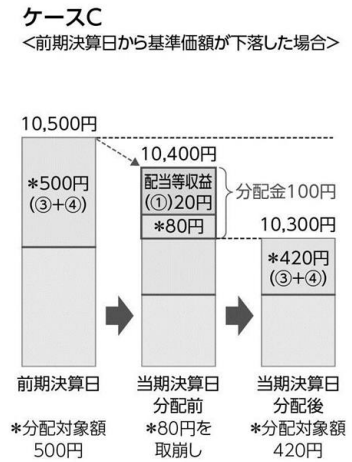 ケースC
<前期決算日から基準価額が下落した場合>
10,500円
*500円
(③+④)
10,400円
配当等収益
(①)20円
*80円
分配金100円
10,300円
*420円
(③+④)
前期決算日
当期決算日
分配前
当期決算日
分配後
*分配対象額
500円
*80円を
取崩し
*分配対象額
420円